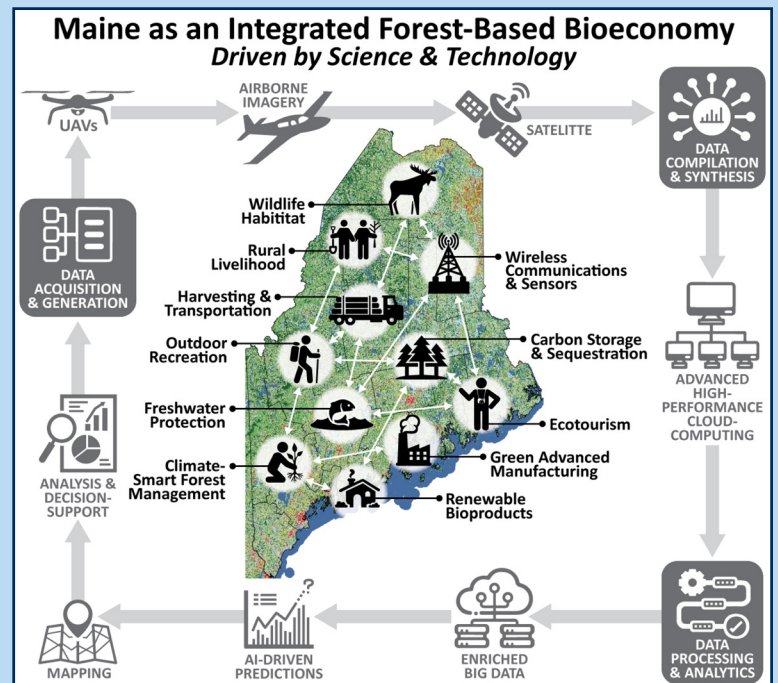 Maine as an Integrated Forest-Based Bioeconomy
Driven by Science & Technology
UAVs
AIRBORNE
IMAGERY
SATELITTE
DATA
COMPILATION
& SYNTHESIS
Wildlife
Habititat
Rural
Livelihood
Wireless
Communications
& Sensors
DATA
ACQUISITION
& GENERATION
Harvesting &
Transportation
Outdoor
Recreation
Carbon Storage
& Sequestration
ADVANCED
HIGH-
PERFORMANCE
CLOUD-
COMPUTING
Freshwater
Protection
Ecotourism
ANALYSIS &
DECISION-
SUPPORT
Climate-
Smart Forest
Management
Green Advanced
Manufacturing
Renewable
Bioproducts
MAPPING
AI-DRIVEN
PREDICTIONS
?
ENRICHED
BIG DATA
DATA
PROCESSING
& ANALYTICS